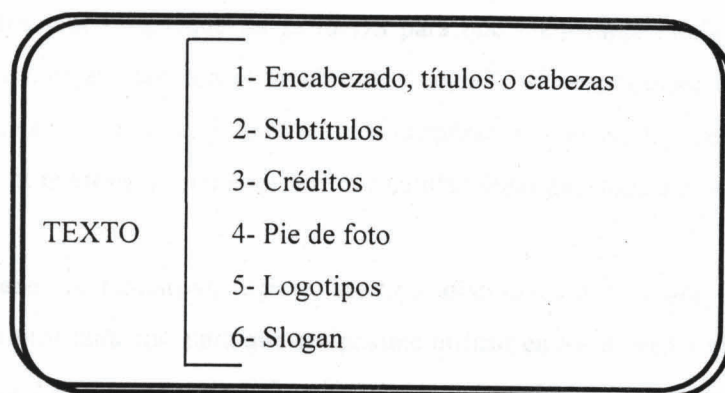 1- Encabezado, títulos o cabezas
2- Subtítulos
3- Créditos
TEXTO
4- Pie de foto
5- Logotipos
6- Slogan